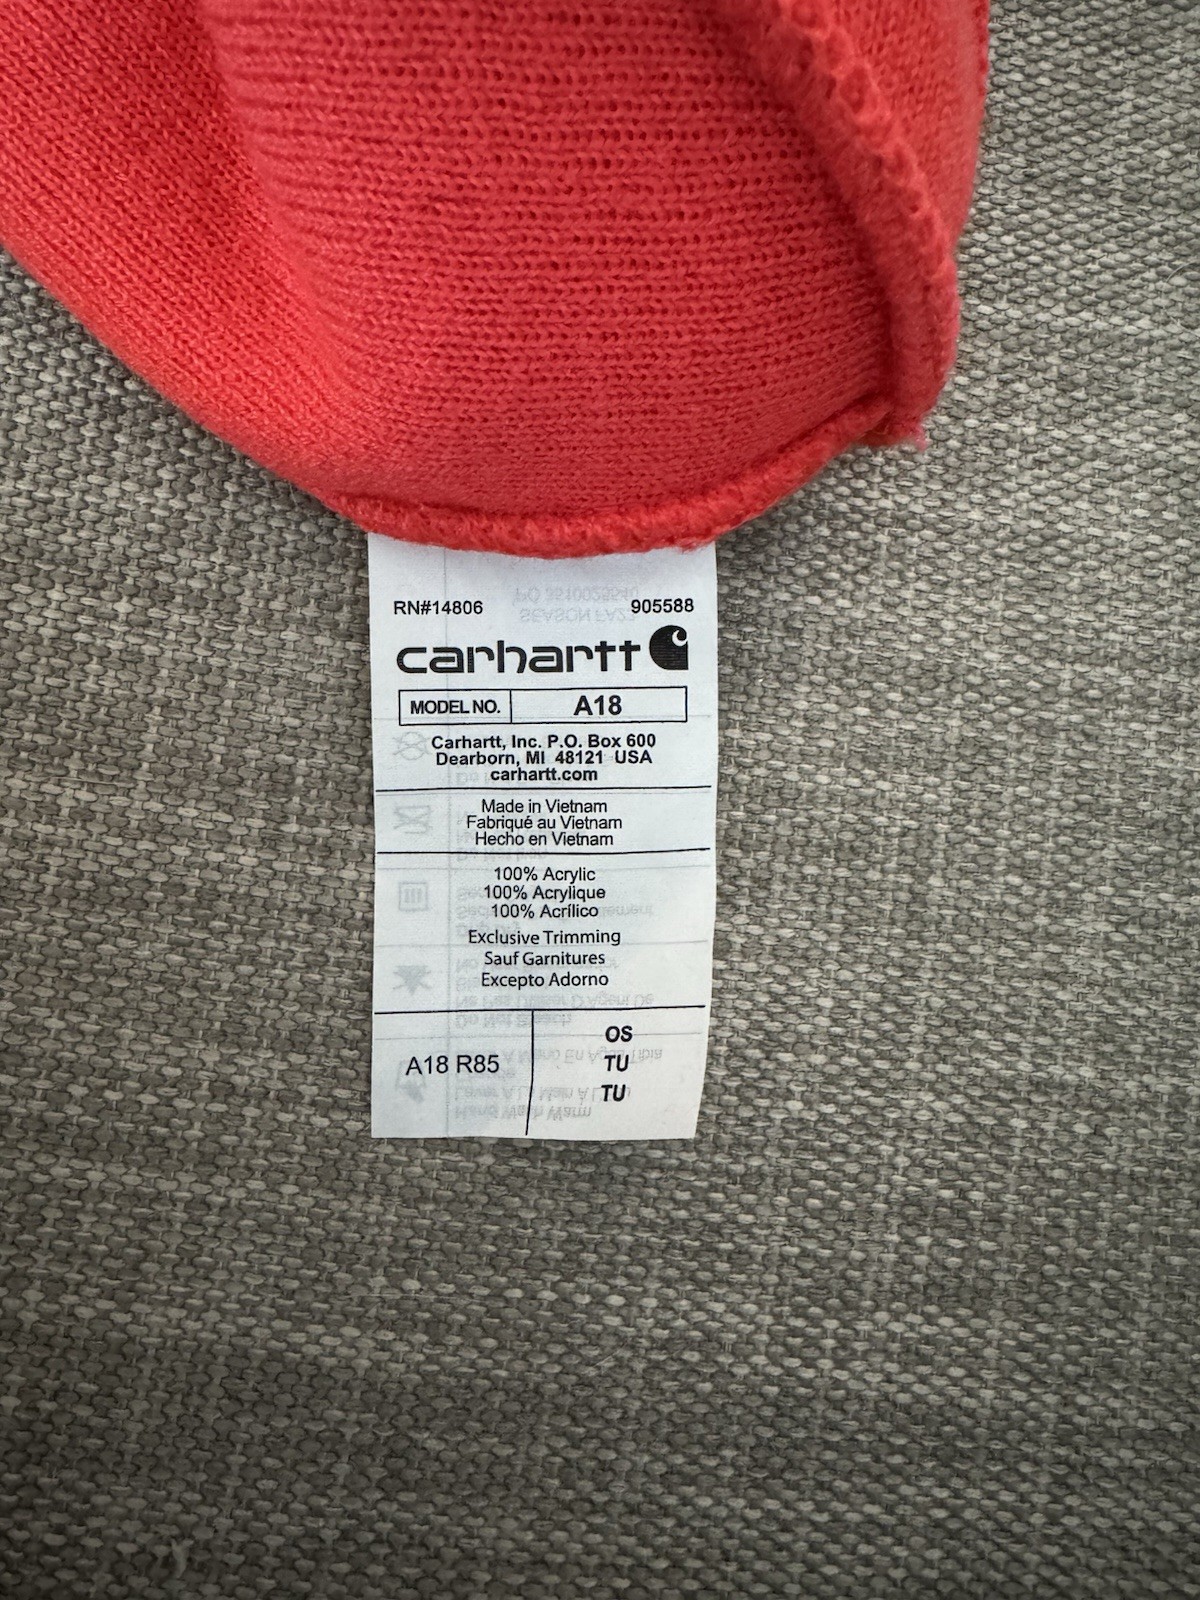 RN#14806 905588
carhartt
MODEL NO. A18
Carhartt, Inc. P.O. Box 600
Dearborn, MI 48121 USA
carhartt.com
Made in Vietnam
Fabriqué au Vietnam
Hecho en Vietnam
100% Acrylic
100% Acrylique
100% Acrílico
Exclusive Trimming
Sauf Garnitures
Excepto Adorno
A18 R85
OS
TU
TU